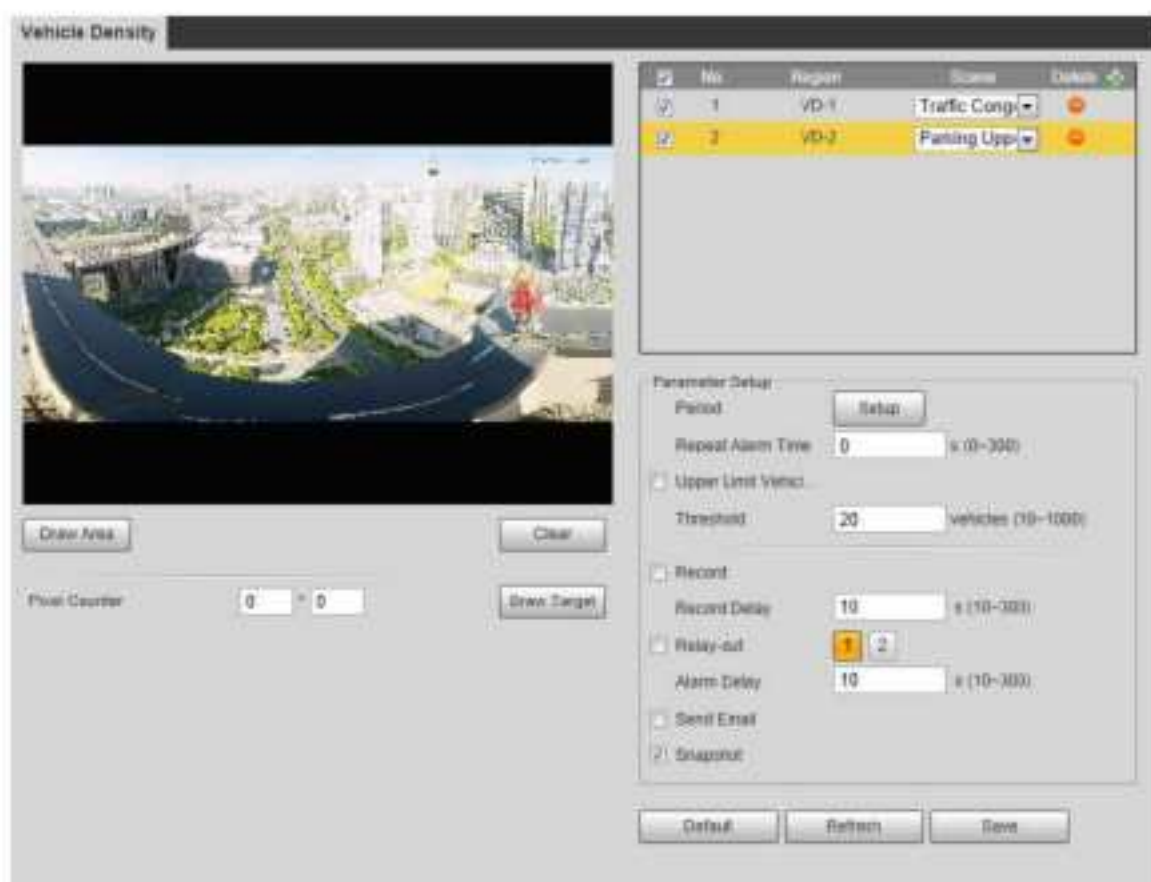 Vehicle Density
No. Region Scene Delete
1 VD-1 Traffic Cong
2 VD-2 Parking Upp
Parameter Setup
Period Setup
Repeat Alarm Time 0 s (0~300)
Upper Limit Vehicl...
Threshold 20 vehicles (10~1000)
Draw Area Clear
Record
Pixel Counter 0 * 0 Draw Target
Record Delay 10 s (10~300)
Relay-out 1 2
Alarm Delay 10 s (10~300)
Send Email
Snapshot
Default Refresh Save